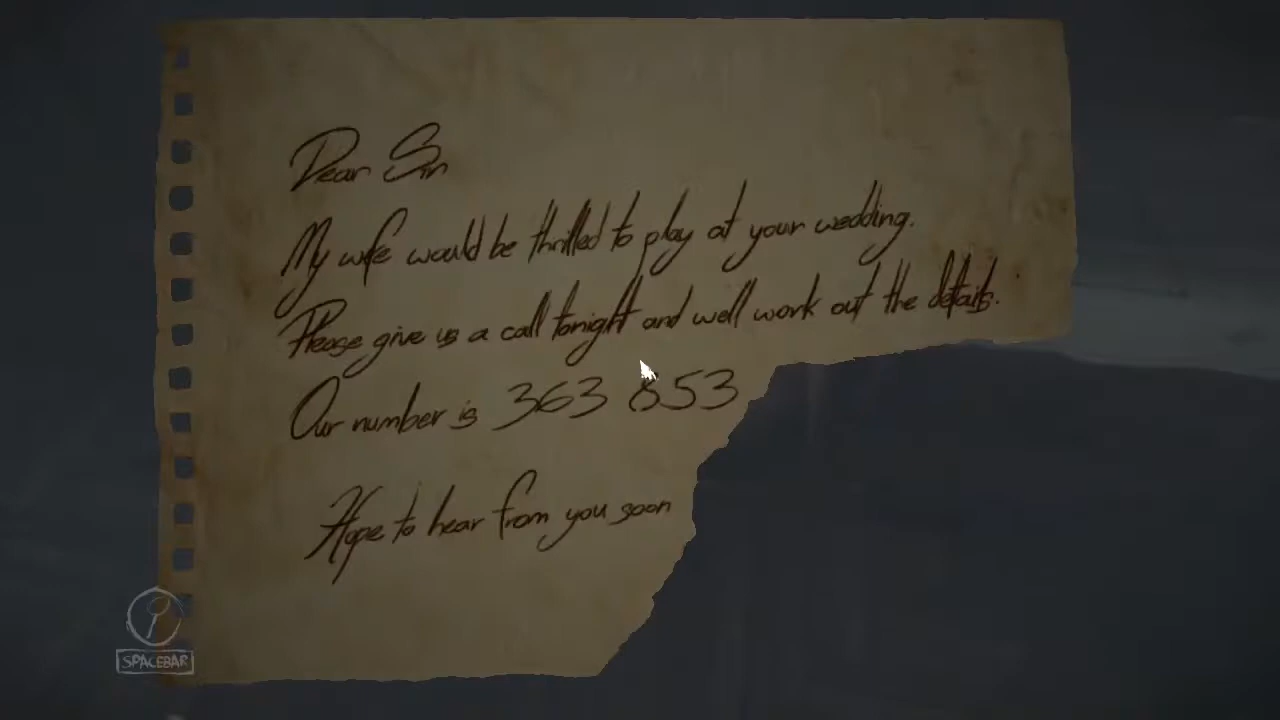 Dear Sir
My wife would be thrilled to play at your wedding.
Please give us a call tonight and well work out the details.
Our number is 363 853
Hope to hear from you soon
SPACEBAR